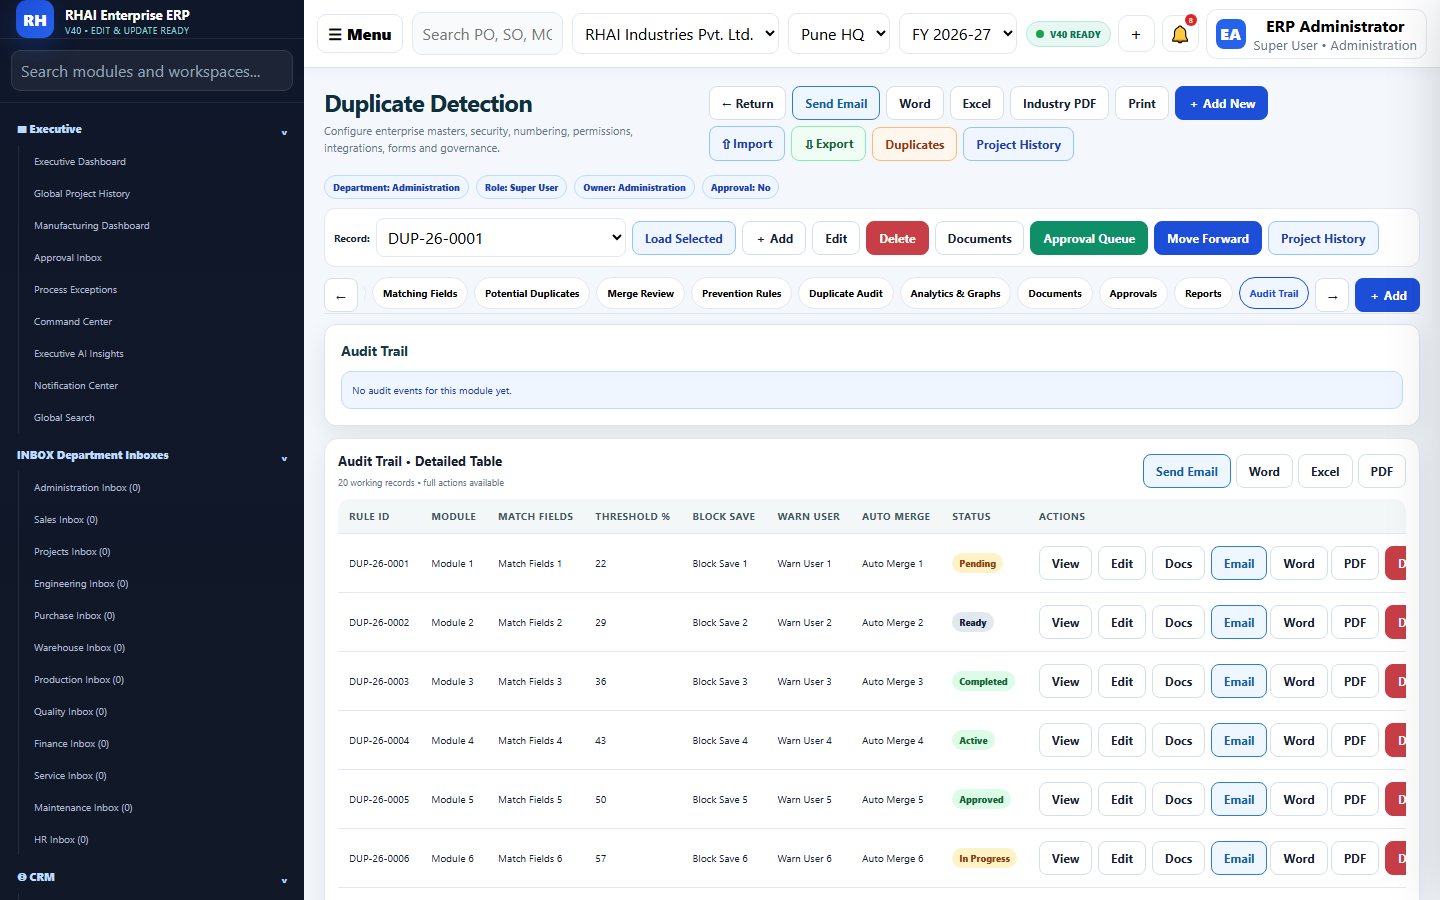 RH
RHAI Enterprise ERP
V40 • EDIT & UPDATE READY
Search modules and workspaces...
Executive
v
Executive Dashboard
Global Project History
Manufacturing Dashboard
Approval Inbox
Process Exceptions
Command Center
Executive AI Insights
Notification Center
Global Search
INBOX Department Inboxes
v
Administration Inbox (0)
Sales Inbox (0)
Projects Inbox (0)
Engineering Inbox (0)
Purchase Inbox (0)
Warehouse Inbox (0)
Production Inbox (0)
Quality Inbox (0)
Finance Inbox (0)
Service Inbox (0)
Maintenance Inbox (0)
HR Inbox (0)
CRM
v
☰ Menu
Search PO, SO, MC
RHAI Industries Pvt. Ltd.
Pune HQ
FY 2026-27
V40 READY
+
8
EA
ERP Administrator
Super User • Administration
Duplicate Detection
Configure enterprise masters, security, numbering, permissions,
integrations, forms and governance.
← Return
Send Email
Word
Excel
Industry PDF
Print
+ Add New
⇧ Import
⇩ Export
Duplicates
Project History
Department: Administration
Role: Super User
Owner: Administration
Approval: No
Record:
DUP-26-0001
Load Selected
+ Add
Edit
Delete
Documents
Approval Queue
Move Forward
Project History
←
Matching Fields
Potential Duplicates
Merge Review
Prevention Rules
Duplicate Audit
Analytics & Graphs
Documents
Approvals
Reports
Audit Trail
→
+ Add
Audit Trail
No audit events for this module yet.
Audit Trail • Detailed Table
20 working records • full actions available
Send Email
Word
Excel
PDF
RULE ID MODULE MATCH FIELDS THRESHOLD % BLOCK SAVE WARN USER AUTO MERGE STATUS ACTIONS
DUP-26-0001 Module 1 Match Fields 1 22 Block Save 1 Warn User 1 Auto Merge 1 Pending View Edit Docs Email Word PDF D
DUP-26-0002 Module 2 Match Fields 2 29 Block Save 2 Warn User 2 Auto Merge 2 Ready View Edit Docs Email Word PDF D
DUP-26-0003 Module 3 Match Fields 3 36 Block Save 3 Warn User 3 Auto Merge 3 Completed View Edit Docs Email Word PDF D
DUP-26-0004 Module 4 Match Fields 4 43 Block Save 4 Warn User 4 Auto Merge 4 Active View Edit Docs Email Word PDF D
DUP-26-0005 Module 5 Match Fields 5 50 Block Save 5 Warn User 5 Auto Merge 5 Approved View Edit Docs Email Word PDF D
DUP-26-0006 Module 6 Match Fields 6 57 Block Save 6 Warn User 6 Auto Merge 6 In Progress View Edit Docs Email Word PDF D